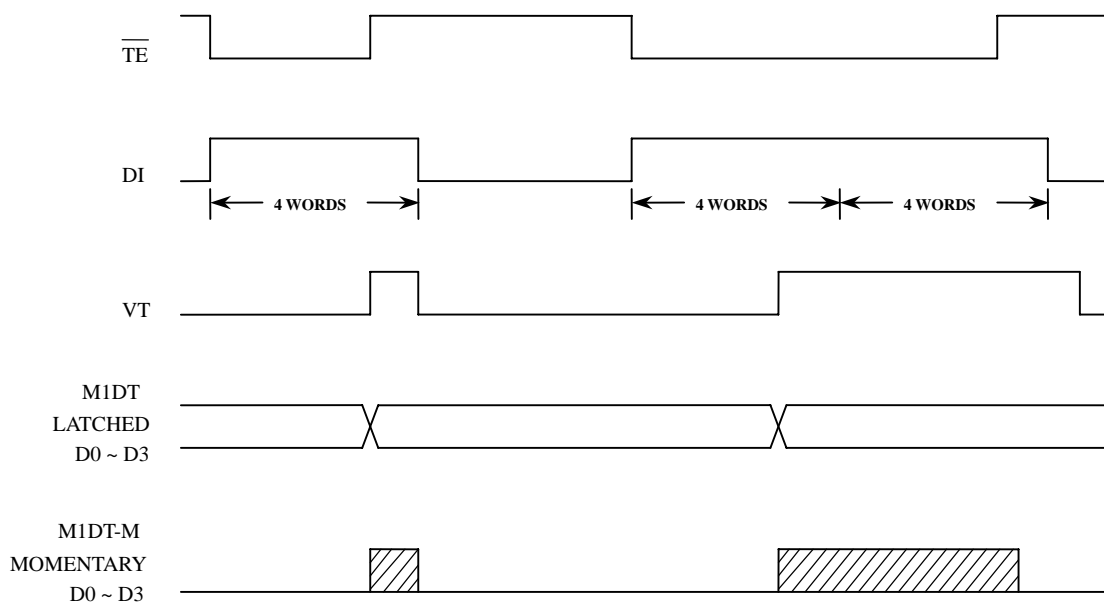 TE
DI
4 WORDS
4 WORDS
4 WORDS
VT
M1DT
LATCHED
D0 ~ D3
M1DT-M
MOMENTARY
D0 ~ D3